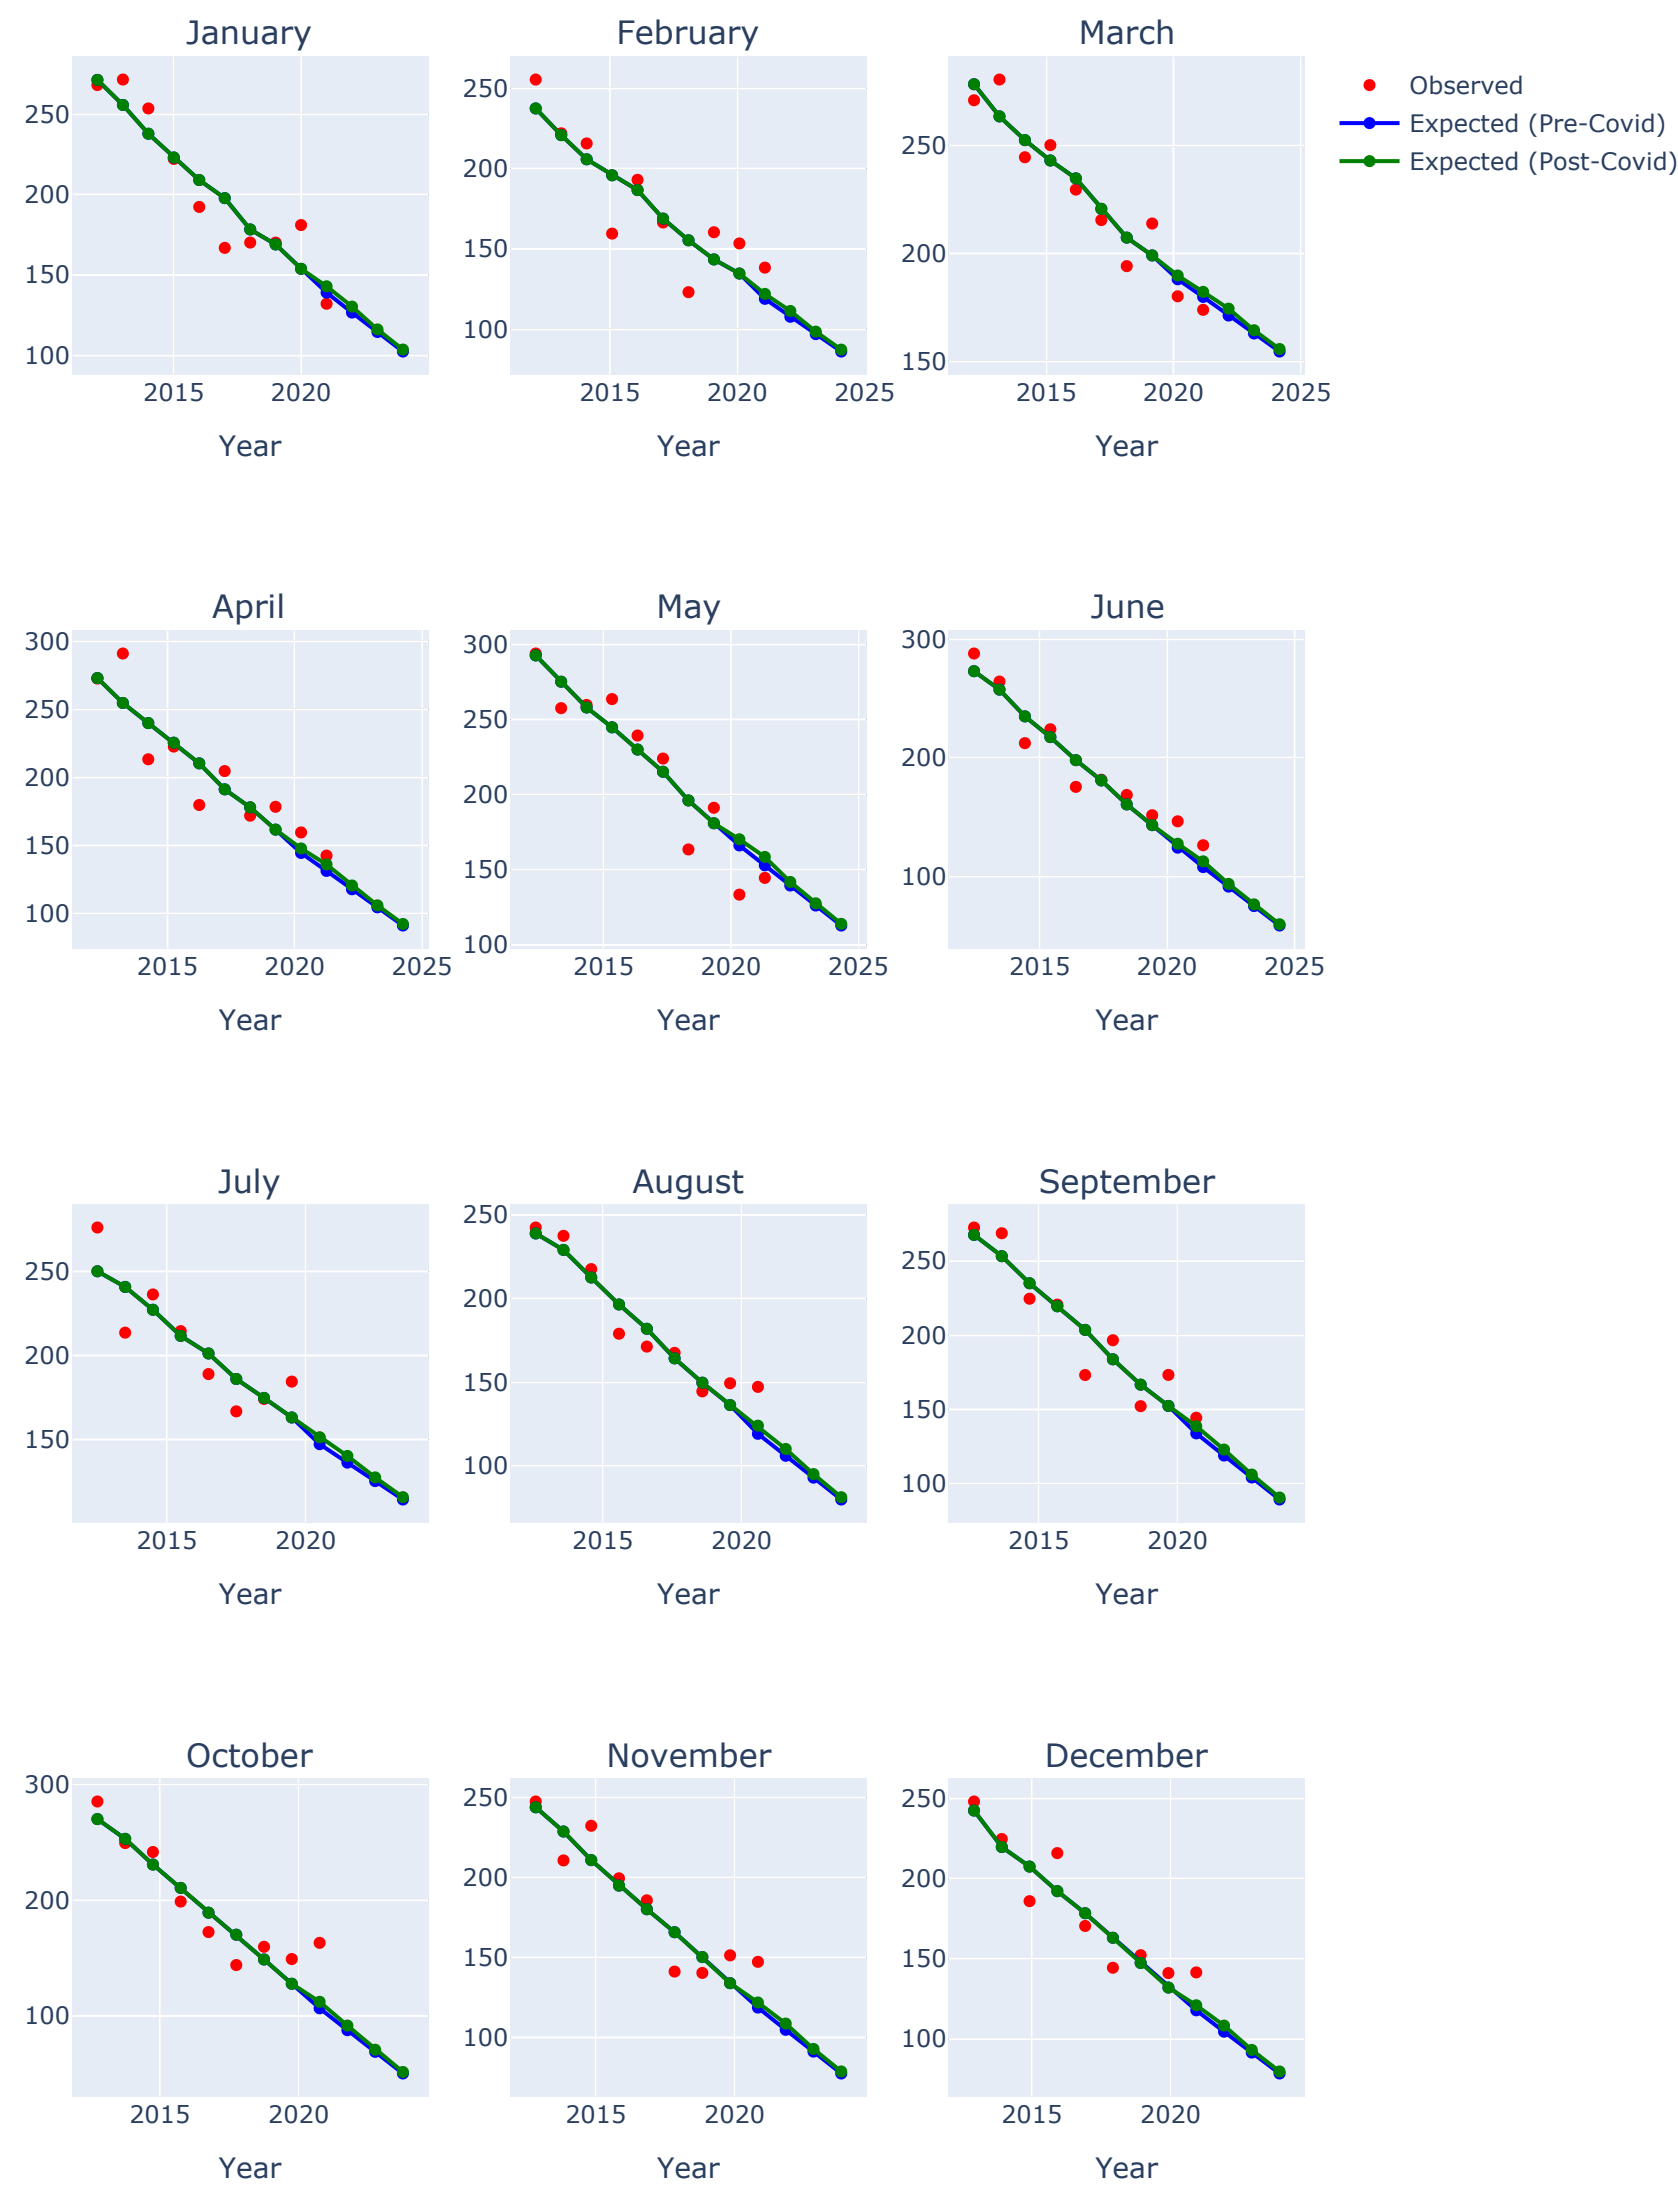 January
February
March
Observed
Expected (Pre-Covid)
Expected (Post-Covid)
250
200
150
100
2015
2020
Year
250
200
150
100
2015
2020
2025
Year
250
200
150
2015
2020
2025
Year
April
May
June
300
250
200
150
100
2015
2020
2025
Year
300
250
200
150
100
2015
2020
2025
Year
300
200
100
2015
2020
2025
Year
July
August
September
250
200
150
2015
2020
Year
250
200
150
100
2015
2020
Year
250
200
150
100
2015
2020
Year
October
November
December
300
200
100
2015
2020
Year
250
200
150
100
2015
2020
Year
250
200
150
100
2015
2020
Year